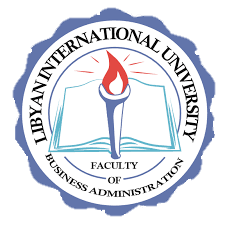 LIBYAN INTERNATIONAL UNIVERSITY
FACULTY
OF
BUSINESS ADMINISTRATION